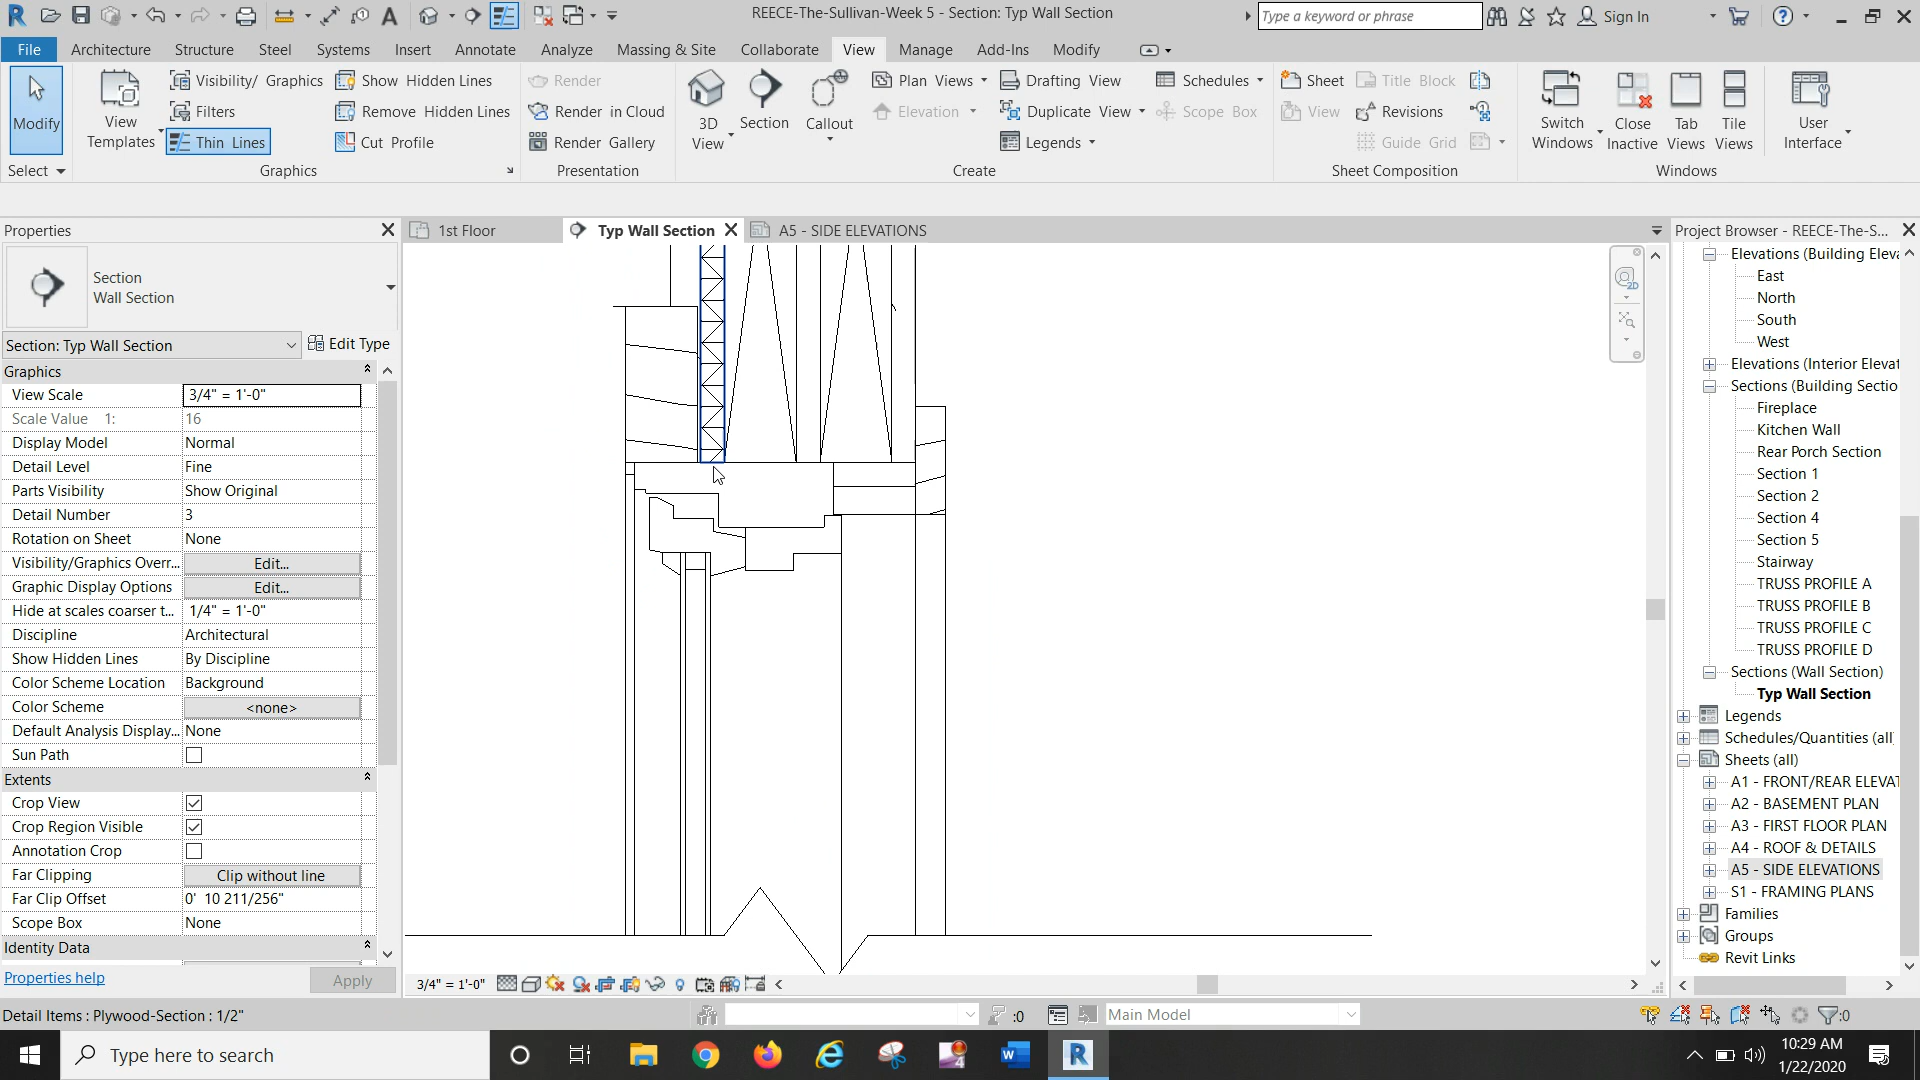 REECE-The-Sullivan-Week 5 - Section: Typ Wall Section
Type a keyword or phrase
Sign In
File
Architecture
Structure
Steel
Systems
Insert
Annotate
Analyze
Massing & Site
Collaborate
View
Manage
Add-Ins
Modify
Modify
Select
View
Templates
Visibility/ Graphics
Filters
Thin Lines
Show Hidden Lines
Remove Hidden Lines
Cut Profile
Graphics
Render
Render in Cloud
Render Gallery
Presentation
3D
View
Section
Callout
Plan Views
Elevation
Drafting View
Duplicate View
Legends
Schedules
Scope Box
Create
Sheet
View
Title Block
Revisions
Guide Grid
Sheet Composition
Switch
Windows
Close
Inactive
Tab
Views
Tile
Views
Windows
User
Interface
Properties
Section
Wall Section
Section: Typ Wall Section
Edit Type
Graphics
View Scale 3/4" = 1'-0"
Scale Value 1: 16
Display Model Normal
Detail Level Fine
Parts Visibility Show Original
Detail Number 3
Rotation on Sheet None
Visibility/Graphics Overr... Edit...
Graphic Display Options Edit...
Hide at scales coarser t... 1/4" = 1'-0"
Discipline Architectural
Show Hidden Lines By Discipline
Color Scheme Location Background
Color Scheme <none>
Default Analysis Display... None
Sun Path
Extents
Crop View
Crop Region Visible
Annotation Crop
Far Clipping Clip without line
Far Clip Offset 0' 10 211/256"
Scope Box None
Identity Data
Properties help
Apply
1st Floor
Typ Wall Section
A5 - SIDE ELEVATIONS
2D
3/4" = 1'-0"
Project Browser - REECE-The-S...
Elevations (Building Eleva
East
North
South
West
Elevations (Interior Elevat
Sections (Building Sectio
Fireplace
Kitchen Wall
Rear Porch Section
Section 1
Section 2
Section 4
Section 5
Stairway
TRUSS PROFILE A
TRUSS PROFILE B
TRUSS PROFILE C
TRUSS PROFILE D
Sections (Wall Section)
Typ Wall Section
Legends
Schedules/Quantities (all
Sheets (all)
A1 - FRONT/REAR ELEVAT
A2 - BASEMENT PLAN
A3 - FIRST FLOOR PLAN
A4 - ROOF & DETAILS
A5 - SIDE ELEVATIONS
S1 - FRAMING PLANS
Families
Groups
Revit Links
Detail Items : Plywood-Section : 1/2"
:0
Main Model
:0
Type here to search
10:29 AM
1/22/2020